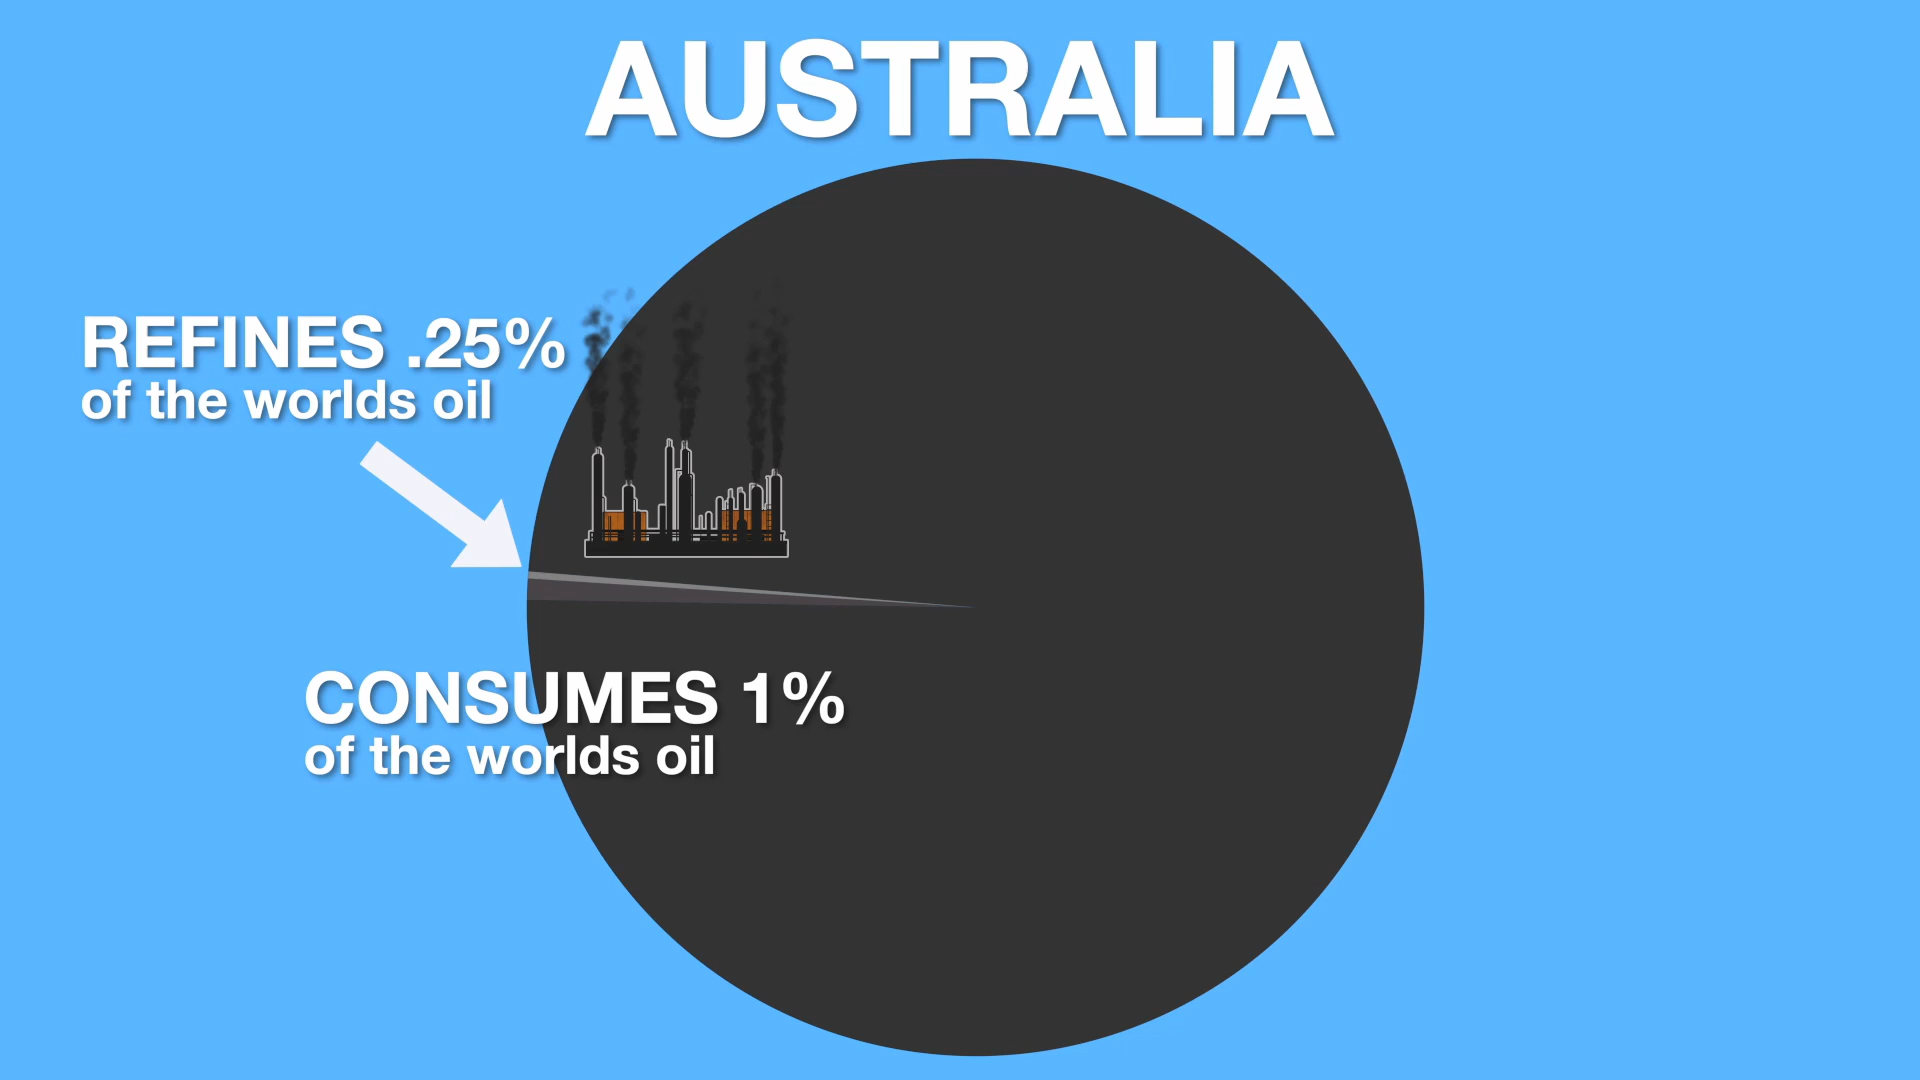 AUSTRALIA
REFINES .25%
of the worlds oil
CONSUMES 1%
of the worlds oil